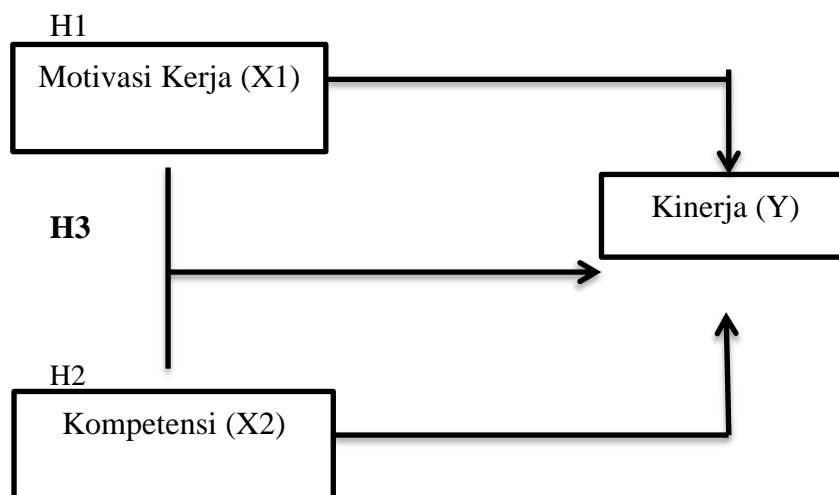 H1
Motivasi Kerja (X1)
Kinerja (Y)
H3
H2
Kompetensi (X2)